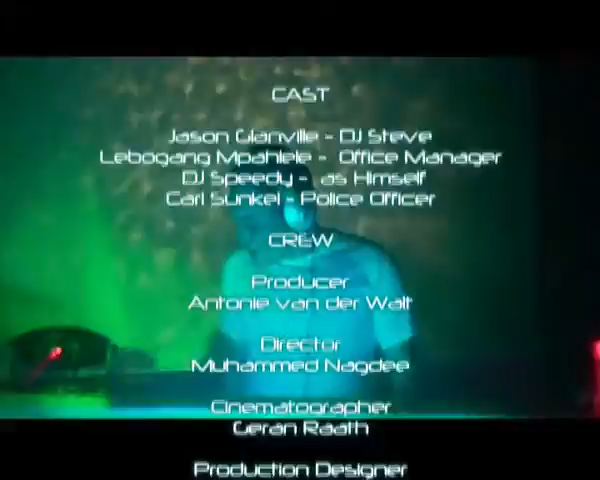 CAST
Jason Glanville - DJ Steve
Lebogang Mpahlele - Office Manager
DJ Speedy - as Himself
Carl Sunkel - Police Officer
CREW
Producer
Antonie van der Walt
Director
Muhammed Nagdee
Cinematographer
Geran Raath
Production Designer